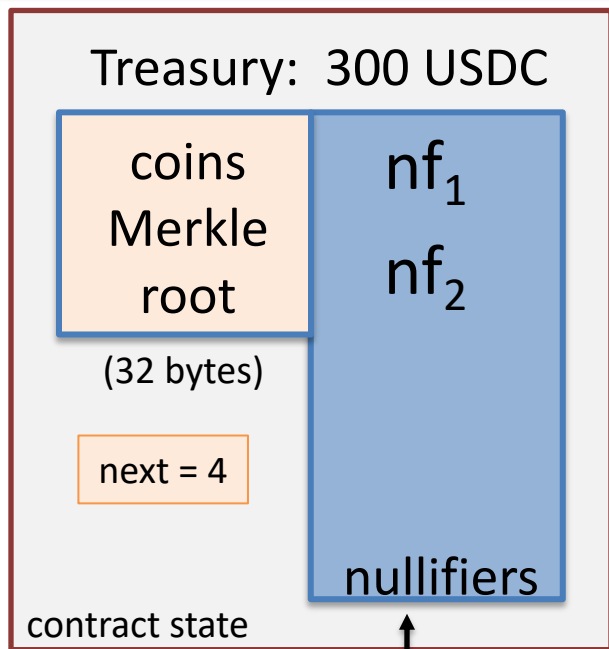 Treasury:  300 USDC
coins
Merkle
root
(32 bytes)
next = 4
nf₁
nf₂
nullifiers
contract state